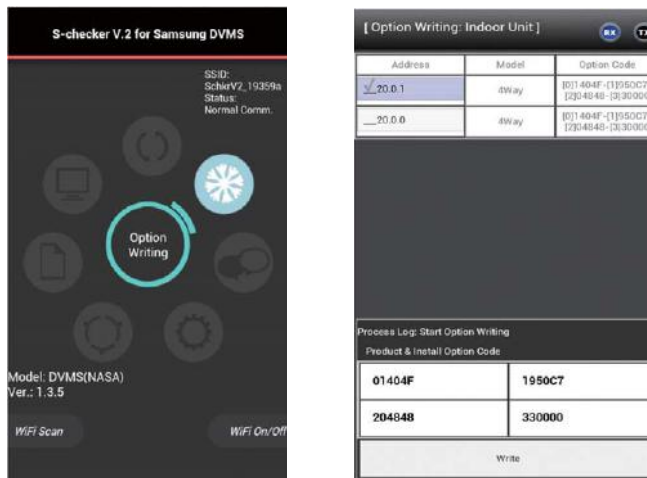 S-checker V.2 for Samsung DVMS
SSID:
SchkrV2_19359a
Status:
Normal Comm.
Option
Writing
Model: DVMS(NASA)
Ver.: 1.3.5
WiFi Scan
WiFi On/Off
[ Option Writing: Indoor Unit ]
RX
TX
Address Model Option Code
20.0.1 4Way [0]1404F-[1]950C7
[2]04848-[3]30000
20.0.0 4Way [0]1404F-[1]950C7
[2]04848-[3]30000
Process Log: Start Option Writing
Product & Install Option Code
01404F 1950C7
204848 330000
Write